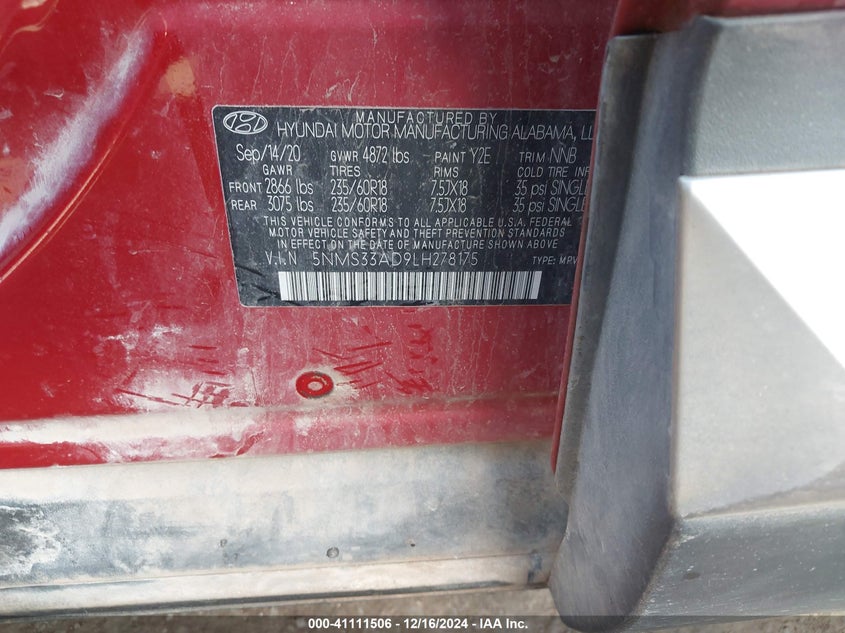 MANUFACTURED BY
HYUNDAI MOTOR MANUFACTURING ALABAMA, LL
Sep/14/20 GVWR 4872 lbs. PAINT Y2E TRIM NNB
GAWR TIRES RIMS COLD TIRE INF
FRONT 2866 lbs 235/60R18 7.5JX18 35 psi SINGLE
REAR 3075 lbs 235/60R18 7.5JX18 35 psi SINGLE
THIS VEHICLE CONFORMS TO ALL APPLICABLE U.S.A. FEDERAL
MOTOR VEHICLE SAFETY AND THEFT PREVENTION STANDARDS
IN EFFECT ON THE DATE OF MANUFACTURE SHOWN ABOVE
V.I.N 5NMS33AD9LH278175 TYPE: MPV
000-41111506 - 12/16/2024 - IAA Inc.